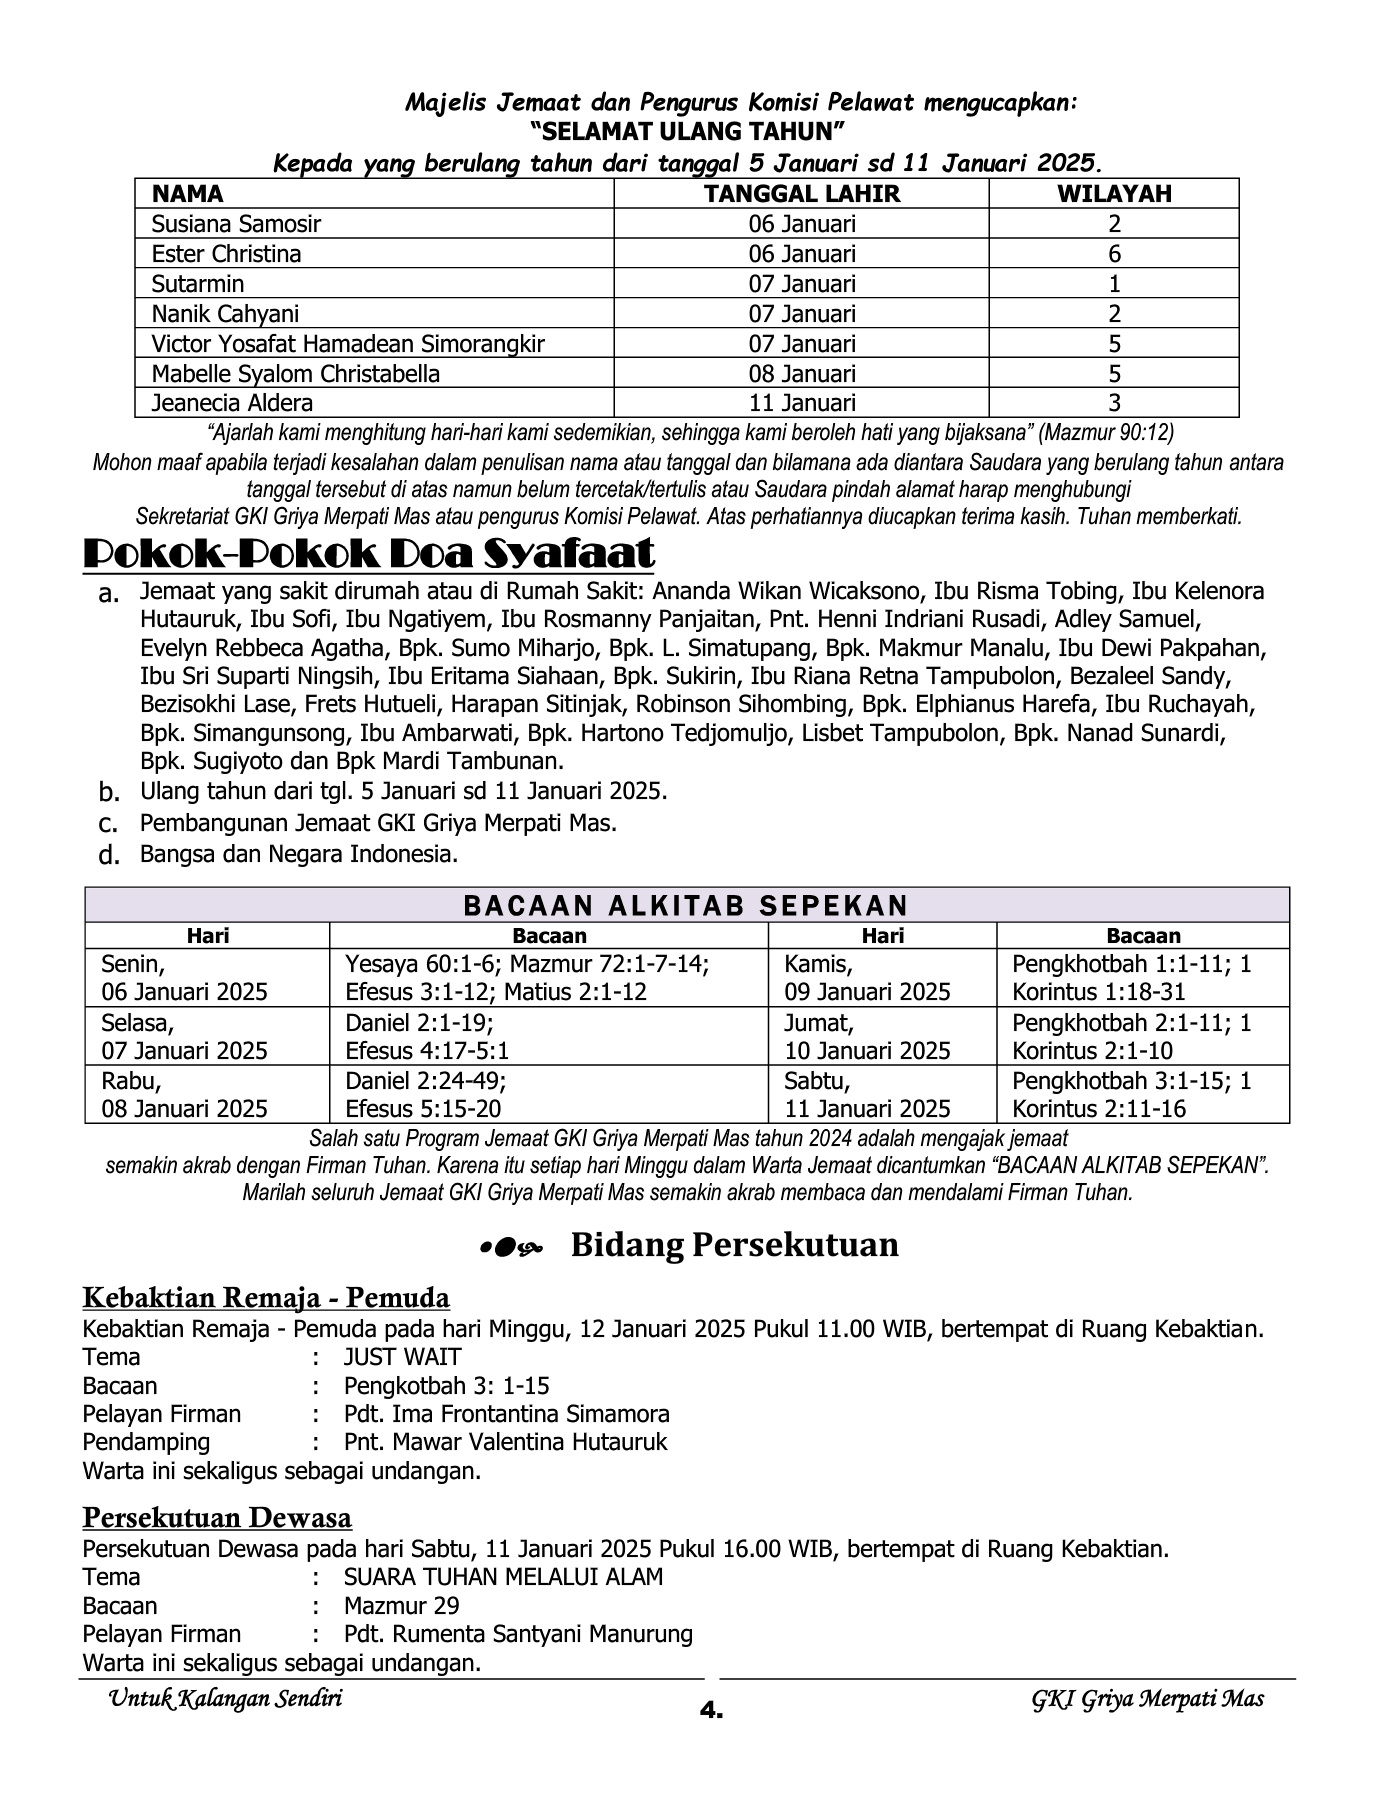 Majelis Jemaat dan Pengurus Komisi Pelawat mengucapkan:
“SELAMAT ULANG TAHUN”
Kepada yang berulang tahun dari tanggal 5 Januari sd 11 Januari 2025.
NAMA TANGGAL LAHIR WILAYAH
Susiana Samosir 06 Januari 2
Ester Christina 06 Januari 6
Sutarmin 07 Januari 1
Nanik Cahyani 07 Januari 2
Victor Yosafat Hamadean Simorangkir 07 Januari 5
Mabelle Syalom Christabella 08 Januari 5
Jeanecia Aldera 11 Januari 3
“Ajarlah kami menghitung hari-hari kami sedemikian, sehingga kami beroleh hati yang bijaksana” (Mazmur 90:12)
Mohon maaf apabila terjadi kesalahan dalam penulisan nama atau tanggal dan bilamana ada diantara Saudara yang berulang tahun antara
tanggal tersebut di atas namun belum tercetak/tertulis atau Saudara pindah alamat harap menghubungi
Sekretariat GKI Griya Merpati Mas atau pengurus Komisi Pelawat. Atas perhatiannya diucapkan terima kasih. Tuhan memberkati.
Pokok-Pokok Doa Syafaat
a. Jemaat yang sakit dirumah atau di Rumah Sakit: Ananda Wikan Wicaksono, Ibu Risma Tobing, Ibu Kelenora
Hutauruk, Ibu Sofi, Ibu Ngatiyem, Ibu Rosmanny Panjaitan, Pnt. Henni Indriani Rusadi, Adley Samuel,
Evelyn Rebbeca Agatha, Bpk. Sumo Miharjo, Bpk. L. Simatupang, Bpk. Makmur Manalu, Ibu Dewi Pakpahan,
Ibu Sri Suparti Ningsih, Ibu Eritama Siahaan, Bpk. Sukirin, Ibu Riana Retna Tampubolon, Bezaleel Sandy,
Bezisokhi Lase, Frets Hutueli, Harapan Sitinjak, Robinson Sihombing, Bpk. Elphianus Harefa, Ibu Ruchayah,
Bpk. Simangunsong, Ibu Ambarwati, Bpk. Hartono Tedjomuljo, Lisbet Tampubolon, Bpk. Nanad Sunardi,
Bpk. Sugiyoto dan Bpk Mardi Tambunan.
b. Ulang tahun dari tgl. 5 Januari sd 11 Januari 2025.
c. Pembangunan Jemaat GKI Griya Merpati Mas.
d. Bangsa dan Negara Indonesia.
BACAAN ALKITAB SEPEKAN
Hari Bacaan Hari Bacaan
Senin, Yesaya 60:1-6; Mazmur 72:1-7-14; Kamis, Pengkhotbah 1:1-11; 1
06 Januari 2025 Efesus 3:1-12; Matius 2:1-12 09 Januari 2025 Korintus 1:18-31
Selasa, Daniel 2:1-19; Jumat, Pengkhotbah 2:1-11; 1
07 Januari 2025 Efesus 4:17-5:1 10 Januari 2025 Korintus 2:1-10
Rabu, Daniel 2:24-49; Sabtu, Pengkhotbah 3:1-15; 1
08 Januari 2025 Efesus 5:15-20 11 Januari 2025 Korintus 2:11-16
Salah satu Program Jemaat GKI Griya Merpati Mas tahun 2024 adalah mengajak jemaat
semakin akrab dengan Firman Tuhan. Karena itu setiap hari Minggu dalam Warta Jemaat dicantumkan “BACAAN ALKITAB SEPEKAN”.
Marilah seluruh Jemaat GKI Griya Merpati Mas semakin akrab membaca dan mendalami Firman Tuhan.
Bidang Persekutuan
Kebaktian Remaja - Pemuda
Kebaktian Remaja - Pemuda pada hari Minggu, 12 Januari 2025 Pukul 11.00 WIB, bertempat di Ruang Kebaktian.
Tema : JUST WAIT
Bacaan : Pengkotbah 3: 1-15
Pelayan Firman : Pdt. Ima Frontantina Simamora
Pendamping : Pnt. Mawar Valentina Hutauruk
Warta ini sekaligus sebagai undangan.
Persekutuan Dewasa
Persekutuan Dewasa pada hari Sabtu, 11 Januari 2025 Pukul 16.00 WIB, bertempat di Ruang Kebaktian.
Tema : SUARA TUHAN MELALUI ALAM
Bacaan : Mazmur 29
Pelayan Firman : Pdt. Rumenta Santyani Manurung
Warta ini sekaligus sebagai undangan.
Untuk Kalangan Sendiri 4. GKI Griya Merpati Mas